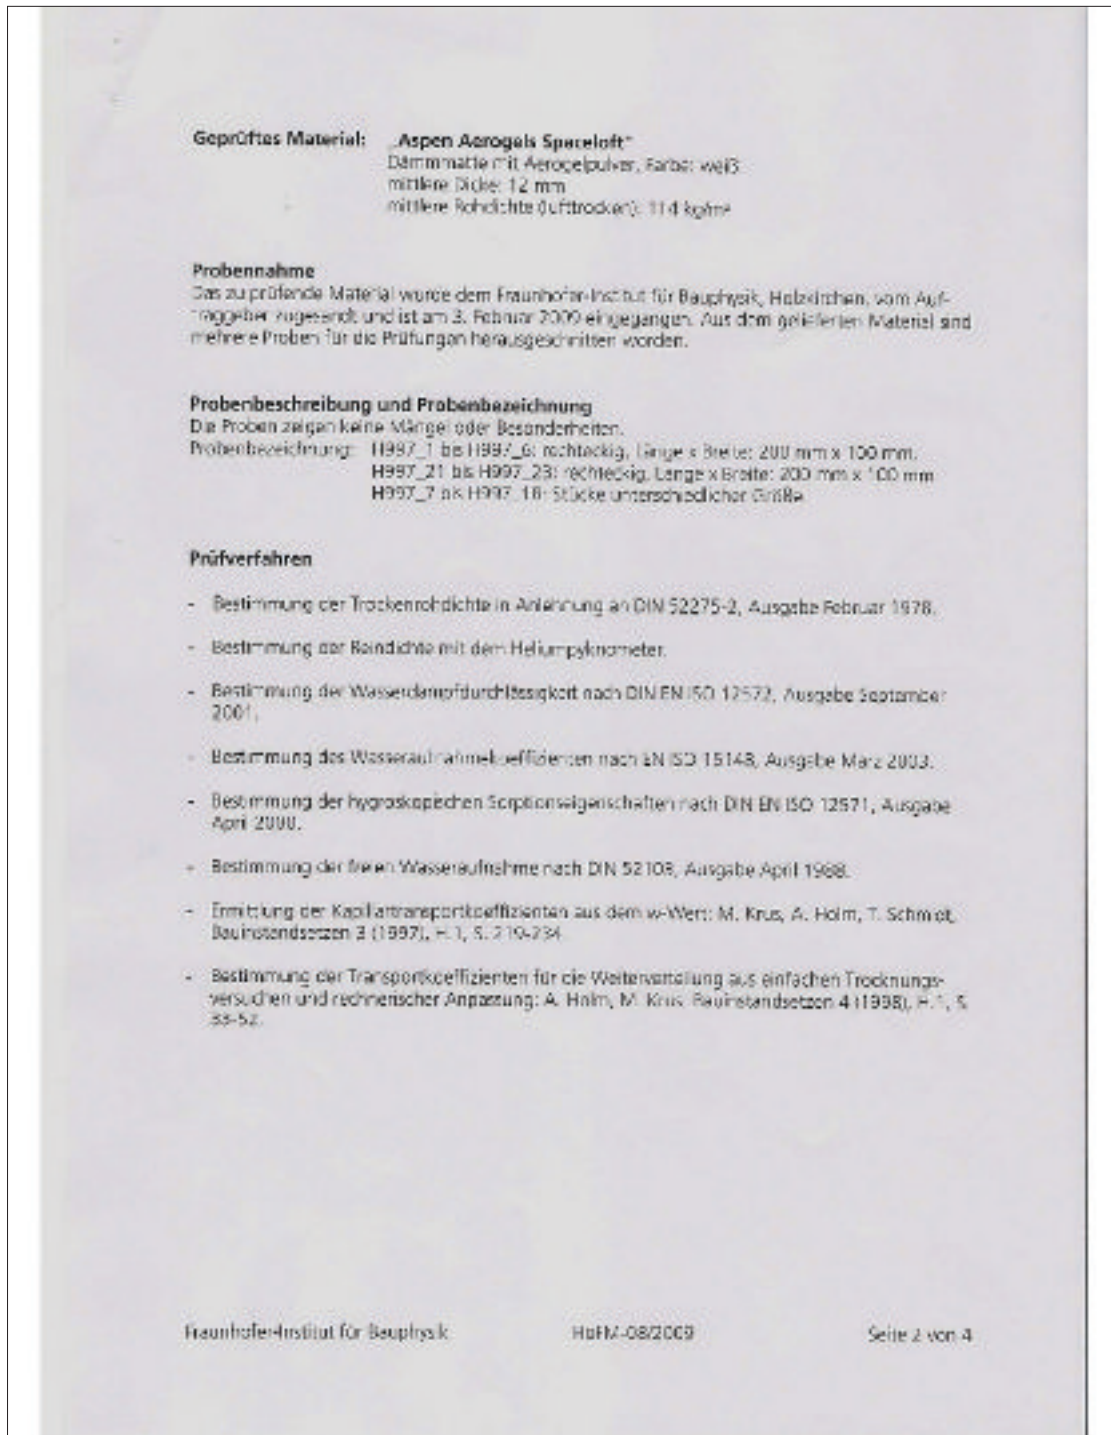 Geprüftes Material: „Aspen Aerogels Spaceloft“
Dämmmatte mit Aerogelpulver, Farbe: weiß
mittlere Dicke: 12 mm
mittlere Rohdichte (lufttrocken): 114 kg/m³
Probennahme
Das zu prüfende Material wurde dem Fraunhofer-Institut für Bauphysik, Holzkirchen, vom Auf-
traggeber zugesandt und ist am 3. Februar 2009 eingegangen. Aus dem gelieferten Material sind
mehrere Proben für die Prüfungen herausgeschnitten worden.
Probenbeschreibung und Probenbezeichnung
Die Proben zeigen keine Mängel oder Besonderheiten.
Probenbezeichnung: H997_1 bis H997_6: rechteckig, Länge x Breite: 200 mm x 100 mm.
H997_21 bis H997_23: rechteckig, Länge x Breite: 200 mm x 100 mm
H997_7 bis H997_18: Stücke unterschiedlicher Größe
Prüfverfahren
- Bestimmung der Trockenrohdichte in Anlehnung an DIN 52275-2, Ausgabe Februar 1978.
- Bestimmung der Reindichte mit dem Heliumpyknometer.
- Bestimmung der Wasserdampfdurchlässigkeit nach DIN EN ISO 12572, Ausgabe September
2001.
- Bestimmung des Wasseraufnahmekoeffizienten nach EN ISO 15148, Ausgabe März 2003.
- Bestimmung der hygroskopischen Sorptionseigenschaften nach DIN EN ISO 12571, Ausgabe
April 2000.
- Bestimmung der freien Wasseraufnahme nach DIN 52103, Ausgabe April 1988.
- Ermittlung der Kapillartransportkoeffizienten aus dem w-Wert: M. Krus, A. Holm, T. Schmidt,
Bauinstandsetzen 3 (1997), H.1, S. 219-234
- Bestimmung der Transportkoeffizienten für die Weiterverteilung aus einfachen Trocknungs-
versuchen und rechnerischer Anpassung: A. Holm, M. Krus. Bauinstandsetzen 4 (1998), H.1, S.
33-52.
Fraunhofer-Institut für Bauphysik HoFM-08/2009 Seite 2 von 4